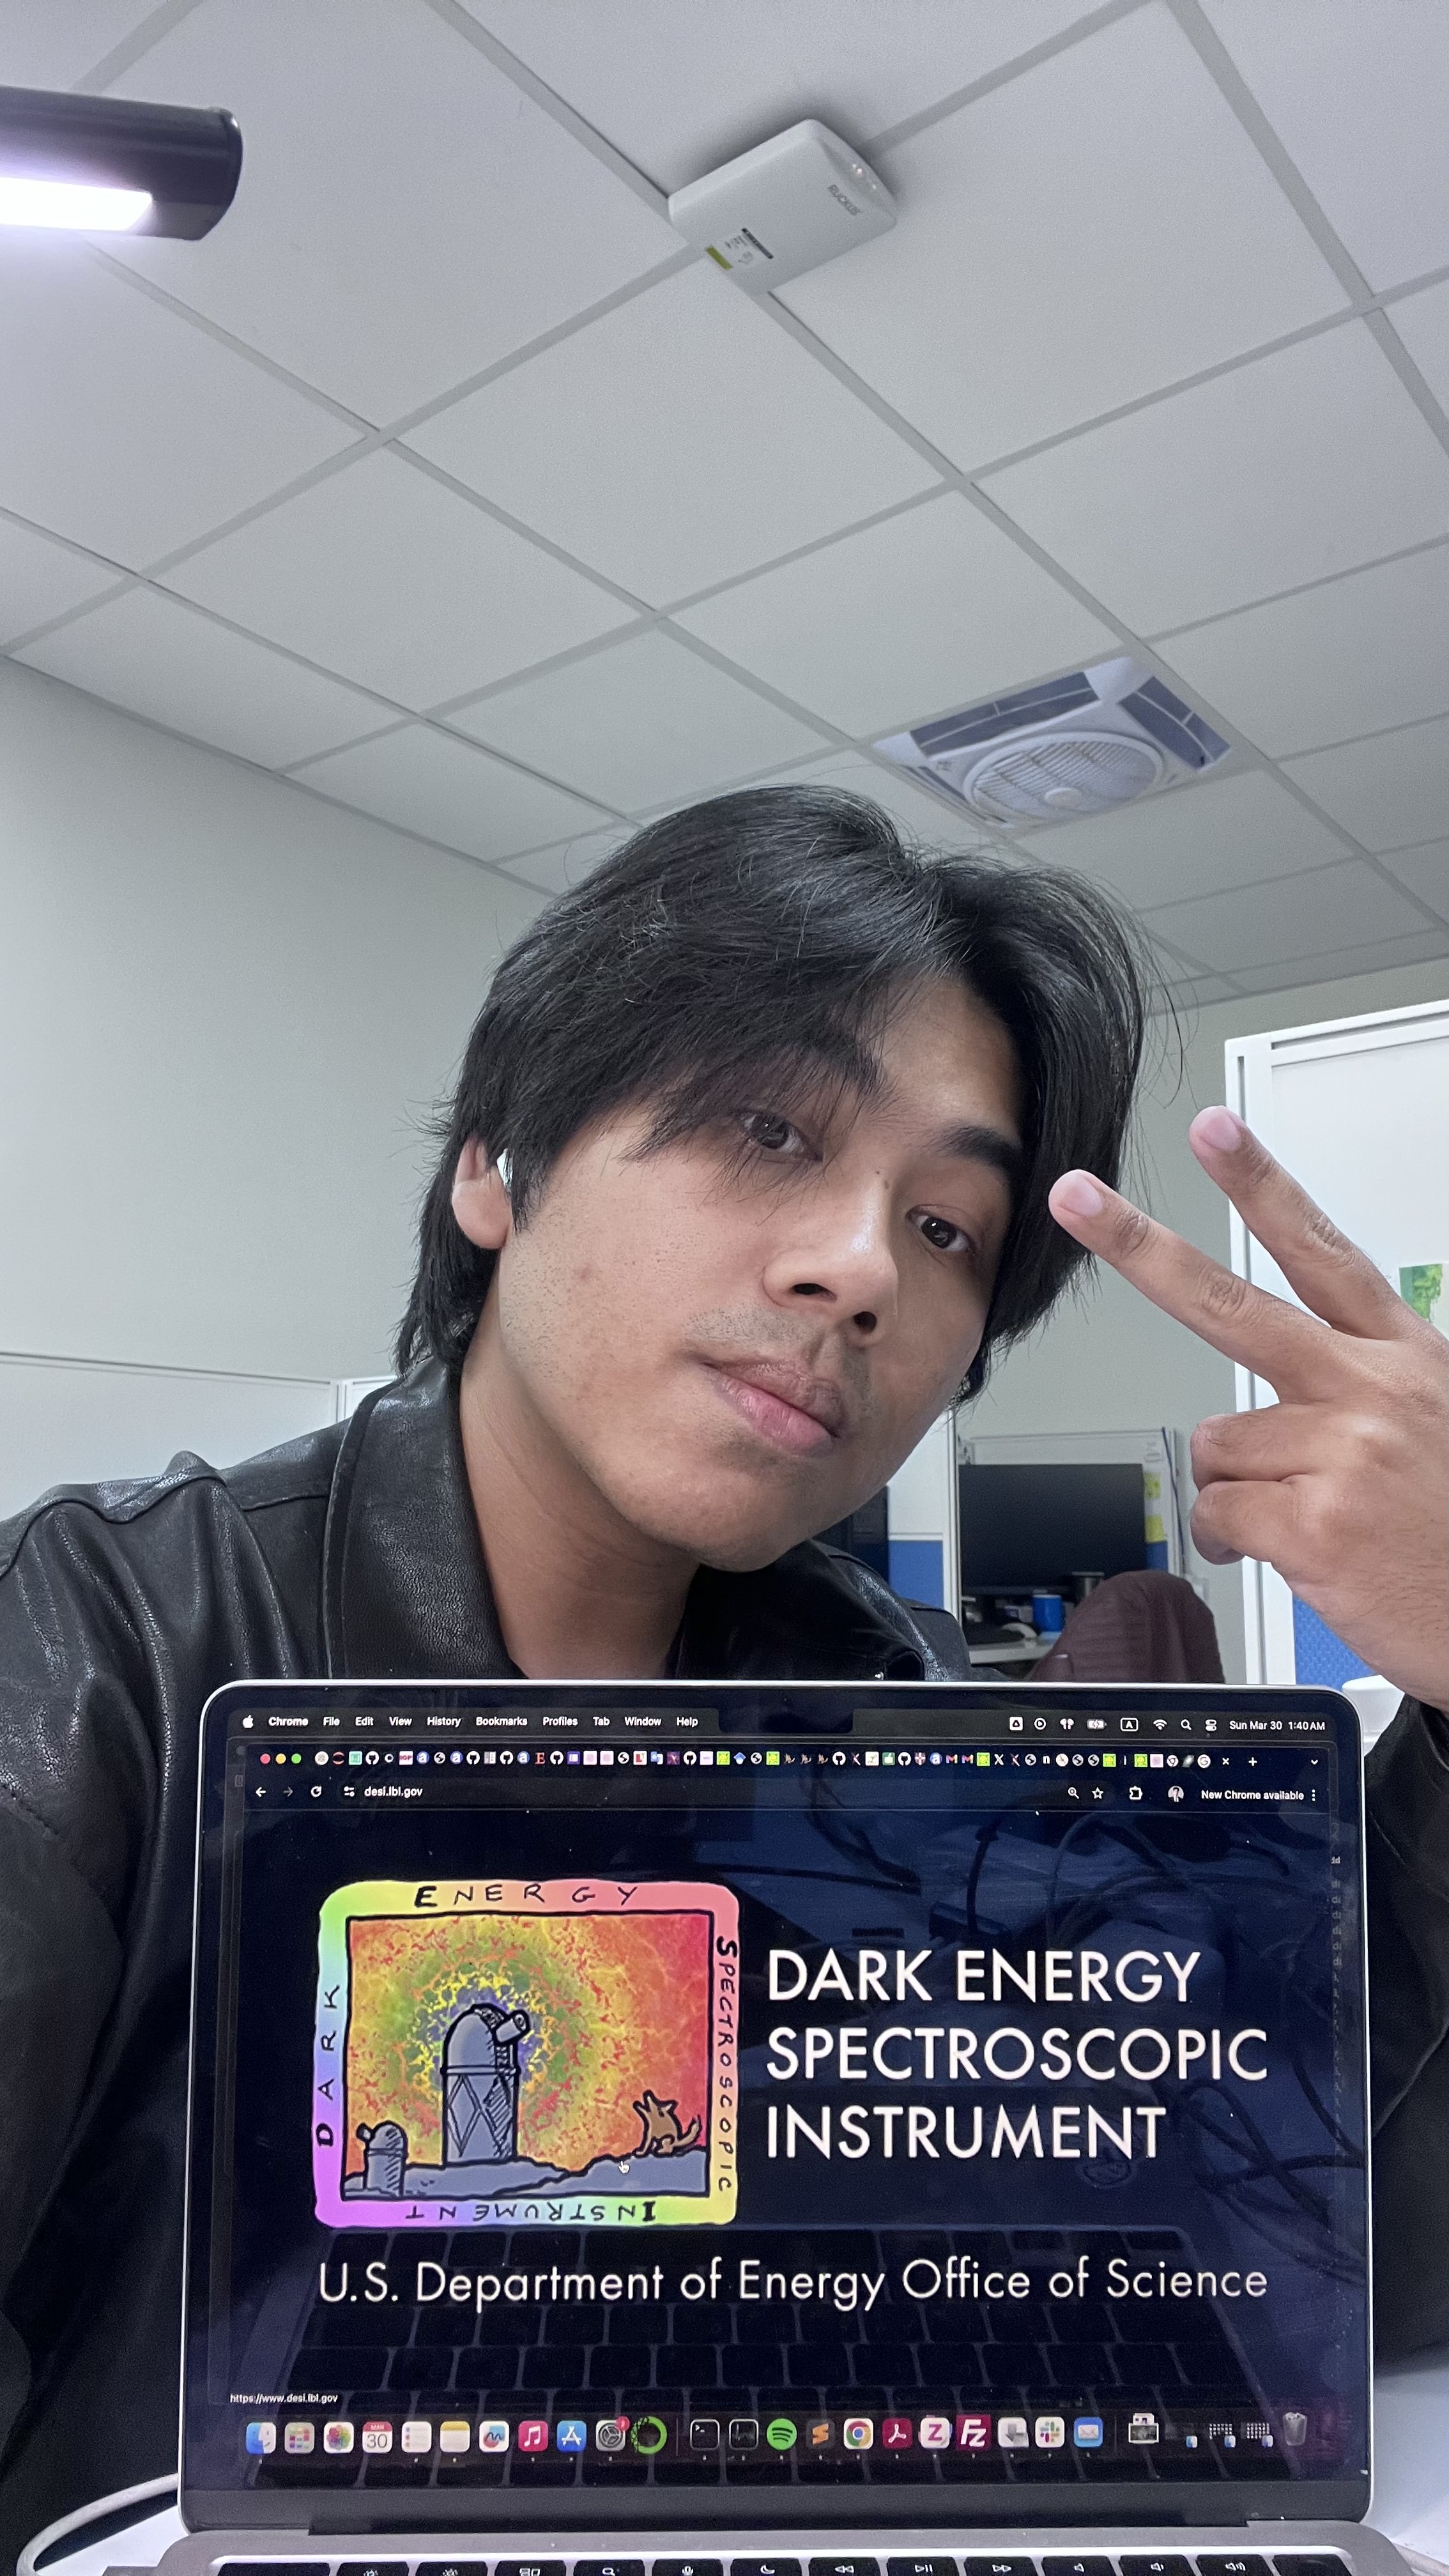 RUCKUS
Chrome File Edit View History Bookmarks Profiles Tab Window Help
A
Sun Mar 30 1:40 AM
desi.lbl.gov
New Chrome available
DARK
ENERGY
SPECTROSCOPIC
INSTRUMENT
DARK ENERGY
SPECTROSCOPIC
INSTRUMENT
U.S. Department of Energy Office of Science
https://www.desi.lbl.gov
MAR
30
Z
FZ